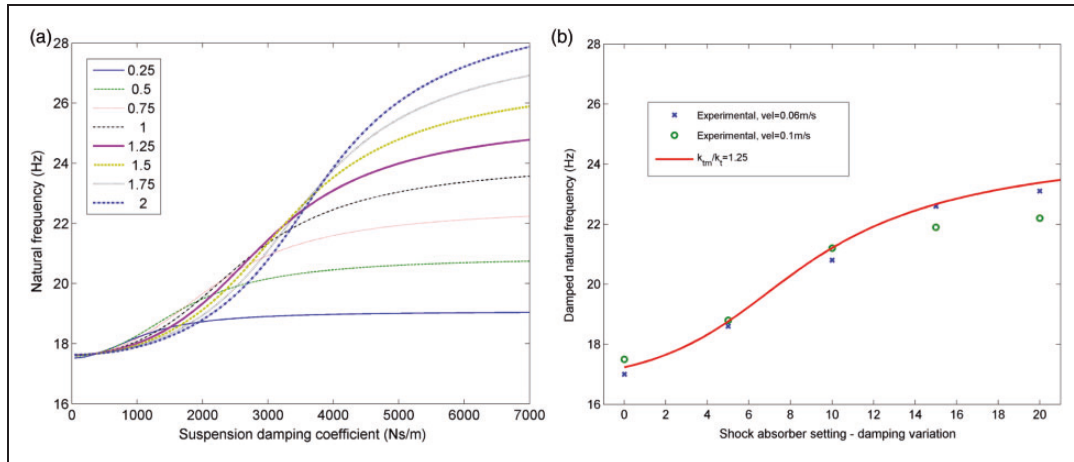 (a)
28
26
24
22
20
18
16
Natural frequency (Hz)
0.25
0.5
0.75
1
1.25
1.5
1.75
2
0 1000 2000 3000 4000 5000 6000 7000
Suspension damping coefficient (Ns/m)
(b)
28
26
24
22
20
18
16
Damped natural frequency (Hz)
Experimental, vel=0.06m/s
Experimental, vel=0.1m/s
k_tm/k_t=1.25
0 2 4 6 8 10 12 14 16 18 20
Shock absorber setting - damping variation